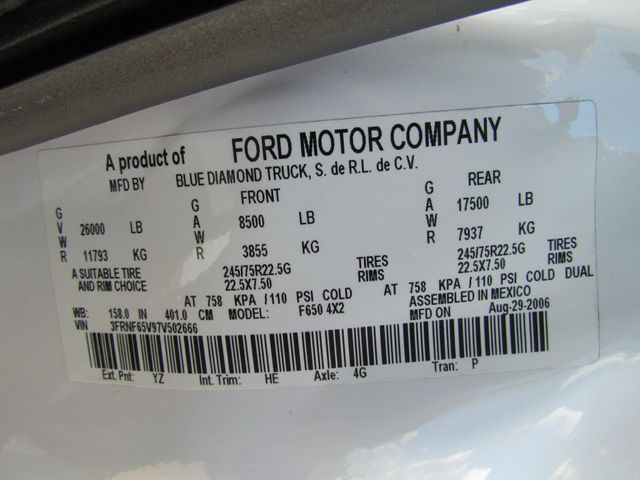 A product of FORD MOTOR COMPANY
MFD BY BLUE DIAMOND TRUCK, S. de R.L. de C.V.
FRONT REAR
GVWR 26000 LB GAWR 8500 LB GAWR 17500 LB
11793 KG 3855 KG 7937 KG
A SUITABLE TIRE 245/75R22.5G TIRES 245/75R22.5G TIRES
AND RIM CHOICE 22.5X7.50 RIMS 22.5X7.50 RIMS
AT 758 KPA/110 PSI COLD AT 758 KPA/110 PSI COLD DUAL
WB: 158.0 IN 401.0 CM MODEL: F650 4X2 ASSEMBLED IN MEXICO
VIN 3FRNF65V97V502666 MFD ON Aug-29-2006
Ext. Pnt: YZ Int. Trim: HE Axle: 4G Tran: P